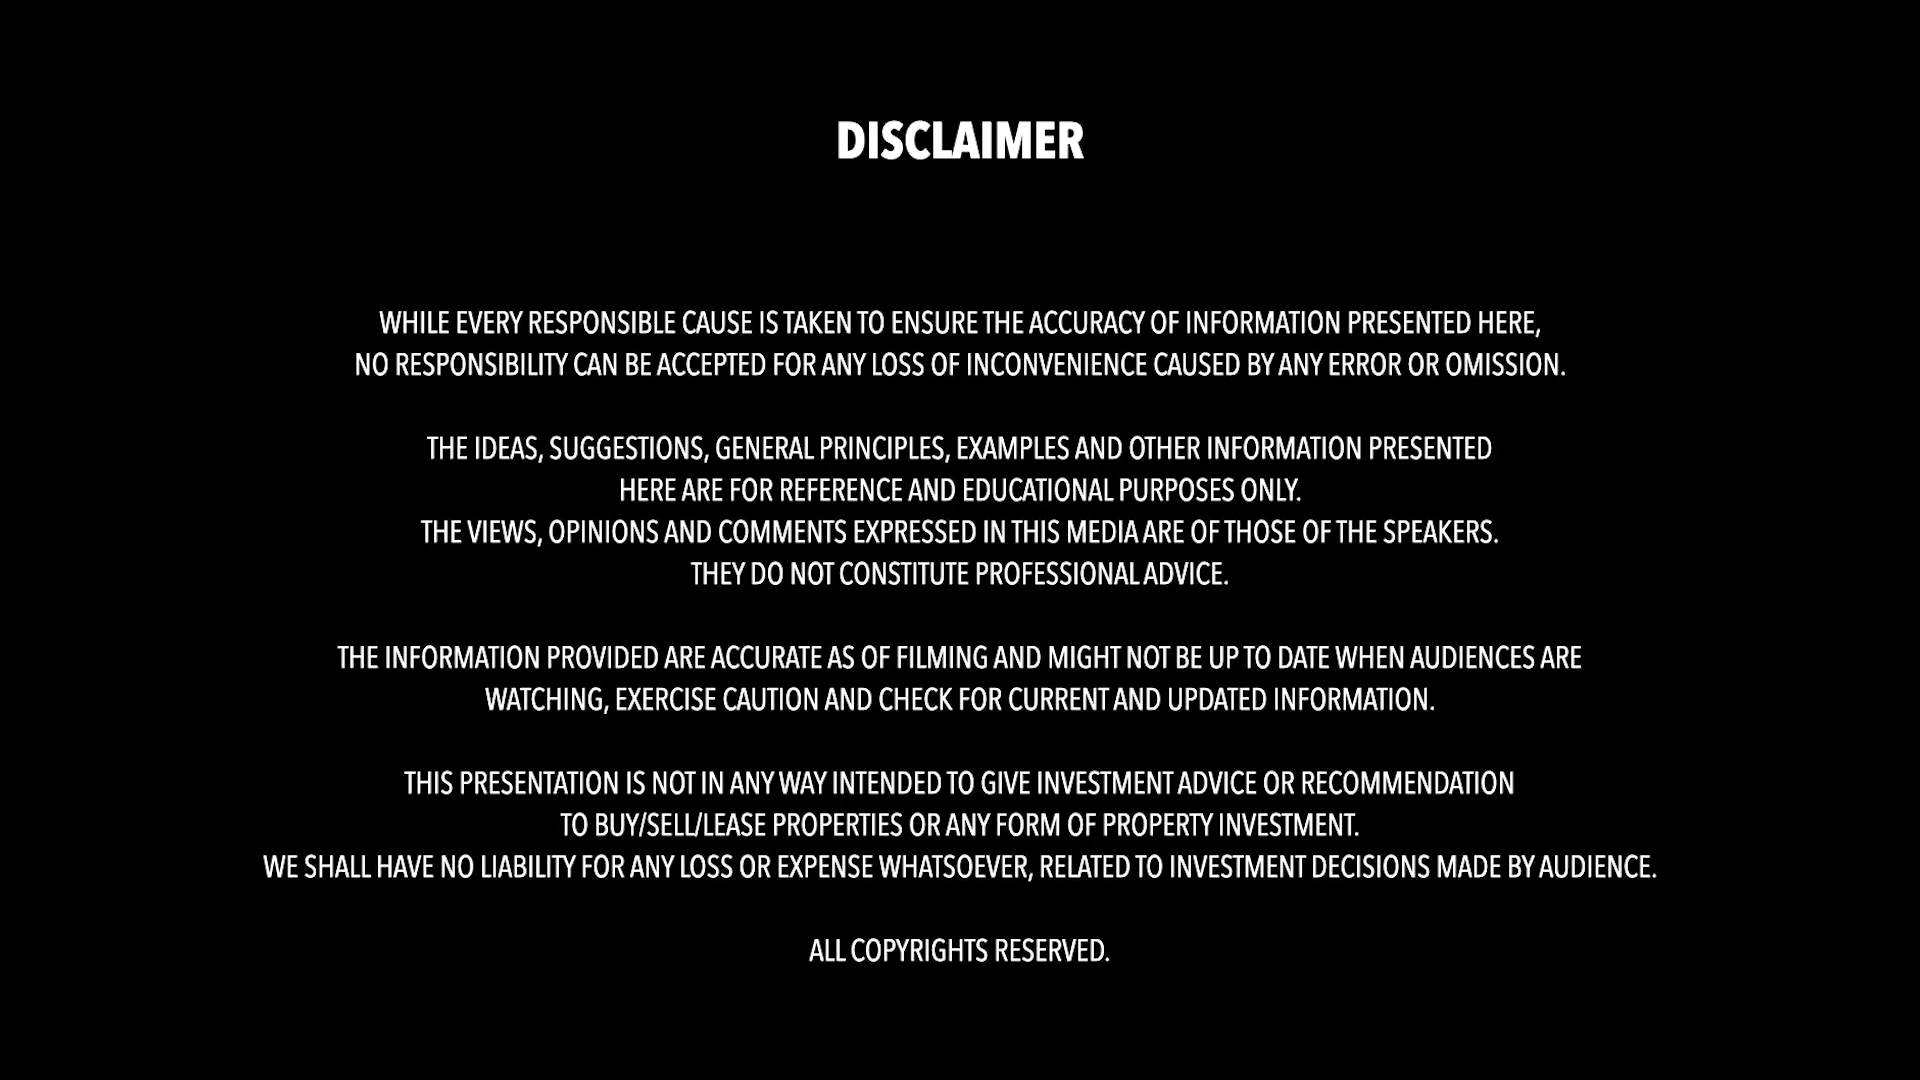 DISCLAIMER
WHILE EVERY RESPONSIBLE CAUSE IS TAKEN TO ENSURE THE ACCURACY OF INFORMATION PRESENTED HERE,
NO RESPONSIBILITY CAN BE ACCEPTED FOR ANY LOSS OF INCONVENIENCE CAUSED BY ANY ERROR OR OMISSION.
THE IDEAS, SUGGESTIONS, GENERAL PRINCIPLES, EXAMPLES AND OTHER INFORMATION PRESENTED
HERE ARE FOR REFERENCE AND EDUCATIONAL PURPOSES ONLY.
THE VIEWS, OPINIONS AND COMMENTS EXPRESSED IN THIS MEDIA ARE OF THOSE OF THE SPEAKERS.
THEY DO NOT CONSTITUTE PROFESSIONAL ADVICE.
THE INFORMATION PROVIDED ARE ACCURATE AS OF FILMING AND MIGHT NOT BE UP TO DATE WHEN AUDIENCES ARE
WATCHING, EXERCISE CAUTION AND CHECK FOR CURRENT AND UPDATED INFORMATION.
THIS PRESENTATION IS NOT IN ANY WAY INTENDED TO GIVE INVESTMENT ADVICE OR RECOMMENDATION
TO BUY/SELL/LEASE PROPERTIES OR ANY FORM OF PROPERTY INVESTMENT.
WE SHALL HAVE NO LIABILITY FOR ANY LOSS OR EXPENSE WHATSOEVER, RELATED TO INVESTMENT DECISIONS MADE BY AUDIENCE.
ALL COPYRIGHTS RESERVED.